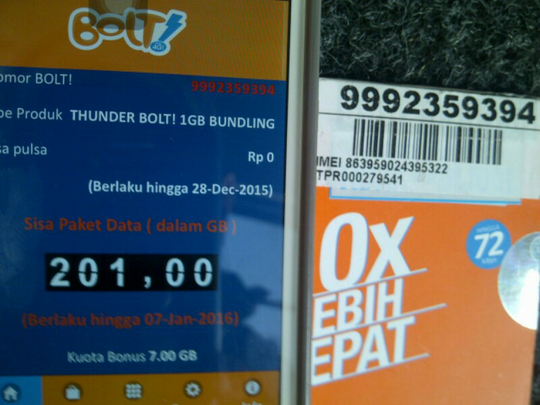 BOLT!
omor BOLT! 9992359394
pe Produk THUNDER BOLT! 1GB BUNDLING
sa pulsa Rp 0
(Berlaku hingga 28-Dec-2015)
Sisa Paket Data ( dalam GB )
201,00
(Berlaku hingga 07-Jan-2016)
Kuota Bonus 7.00 GB
9992359394
IMEI 863959024395322
TPR000279541
0x
EBIH
EPAT
HINGGA
72